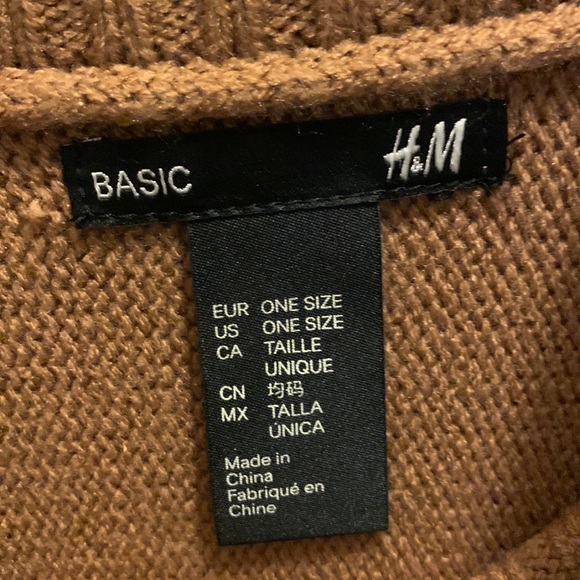 BASIC H&M
EUR ONE SIZE
US ONE SIZE
CA TAILLE
UNIQUE
CN 均码
MX TALLA
ÚNICA
Made in
China
Fabriqué en
Chine